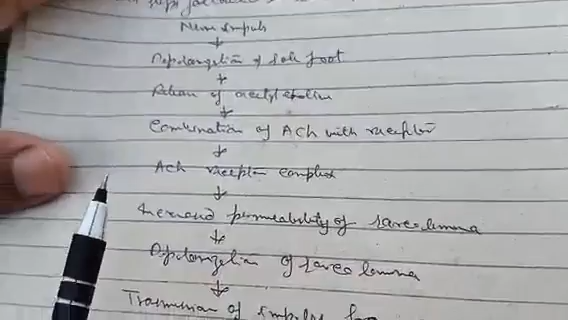 Nerve impuls
↓
Depolarization of sole foot
↓
Release of acetylcholine
↓
Combination of ACh with receptor
↓
Ach receptor complex
↓
Increased permeability of sarcolemma
↓
Depolarization of sarcolemma
↓
Transmission of impulse